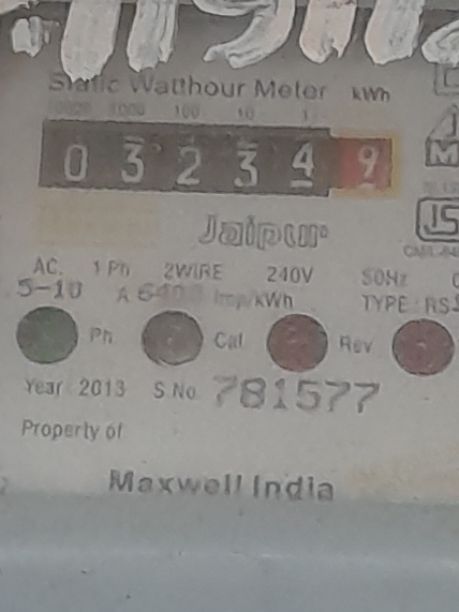 Static Watthour Meter kWh
10000 1000 100 10 1
0 3 2 3 4 9
Jaipur
AC. 1 Ph 2WIRE 240V 50Hz
5-10 A 6400 Imp/kWh TYPE : RS1
Ph Cal Rev
Year 2013 S No 781577
Property of
Maxwell India